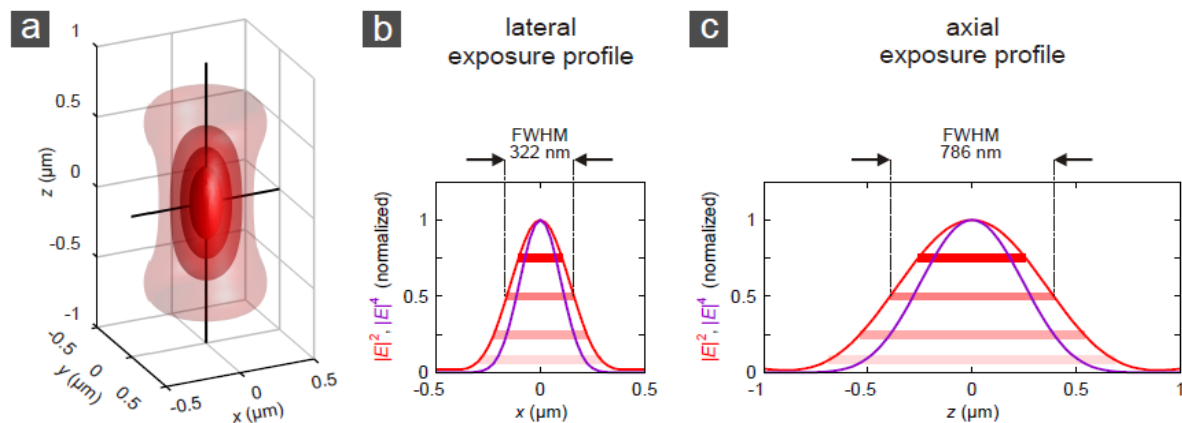 a
z (µm)
1
0.5
0
-0.5
-1
-0.5
0
0.5
y (µm)
-0.5
0
0.5
x (µm)
b
lateral
exposure profile
FWHM
322 nm
|E|², |E|⁴ (normalized)
1
0.5
0
-0.5
0
0.5
x (µm)
c
axial
exposure profile
FWHM
786 nm
|E|², |E|⁴ (normalized)
1
0.5
0
-1
-0.5
0
0.5
1
z (µm)